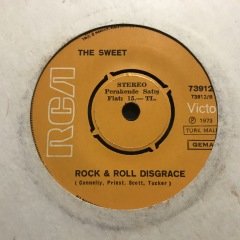 THE SWEET
STEREO
Perakende Satış
Fiatı 15.— TL.
73912
RCA
Victo
℗ 1973
TÜRK MALI
GEMA
ROCK & ROLL DISGRACE
( Connolly, Priest, Scott, Tucker )